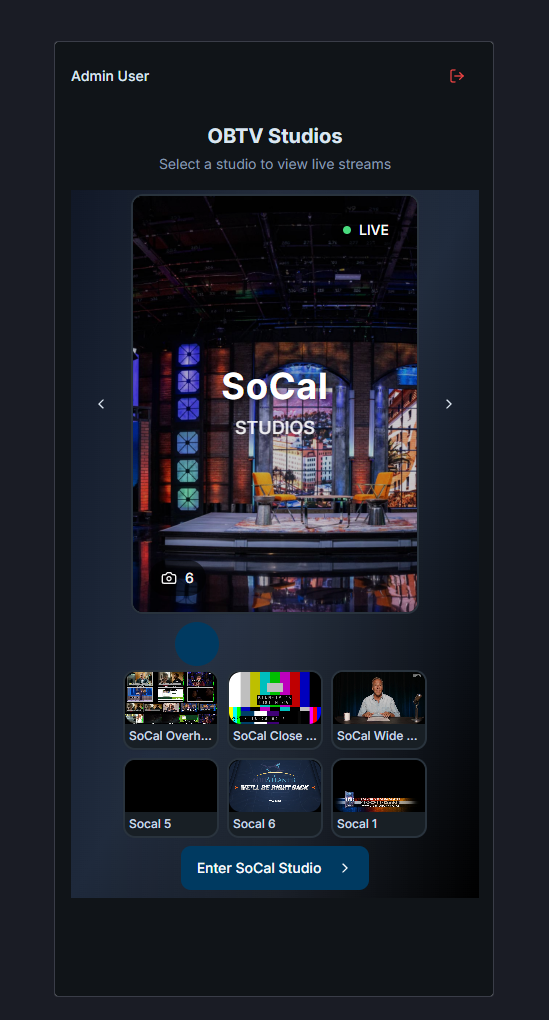 Admin User
OBTV Studios
Select a studio to view live streams
LIVE
SoCal
STUDIOS
6
SoCal Overh...
SoCal Close ...
SoCal Wide ...
WE'LL BE RIGHT BACK
Socal 5
Socal 6
Socal 1
Enter SoCal Studio